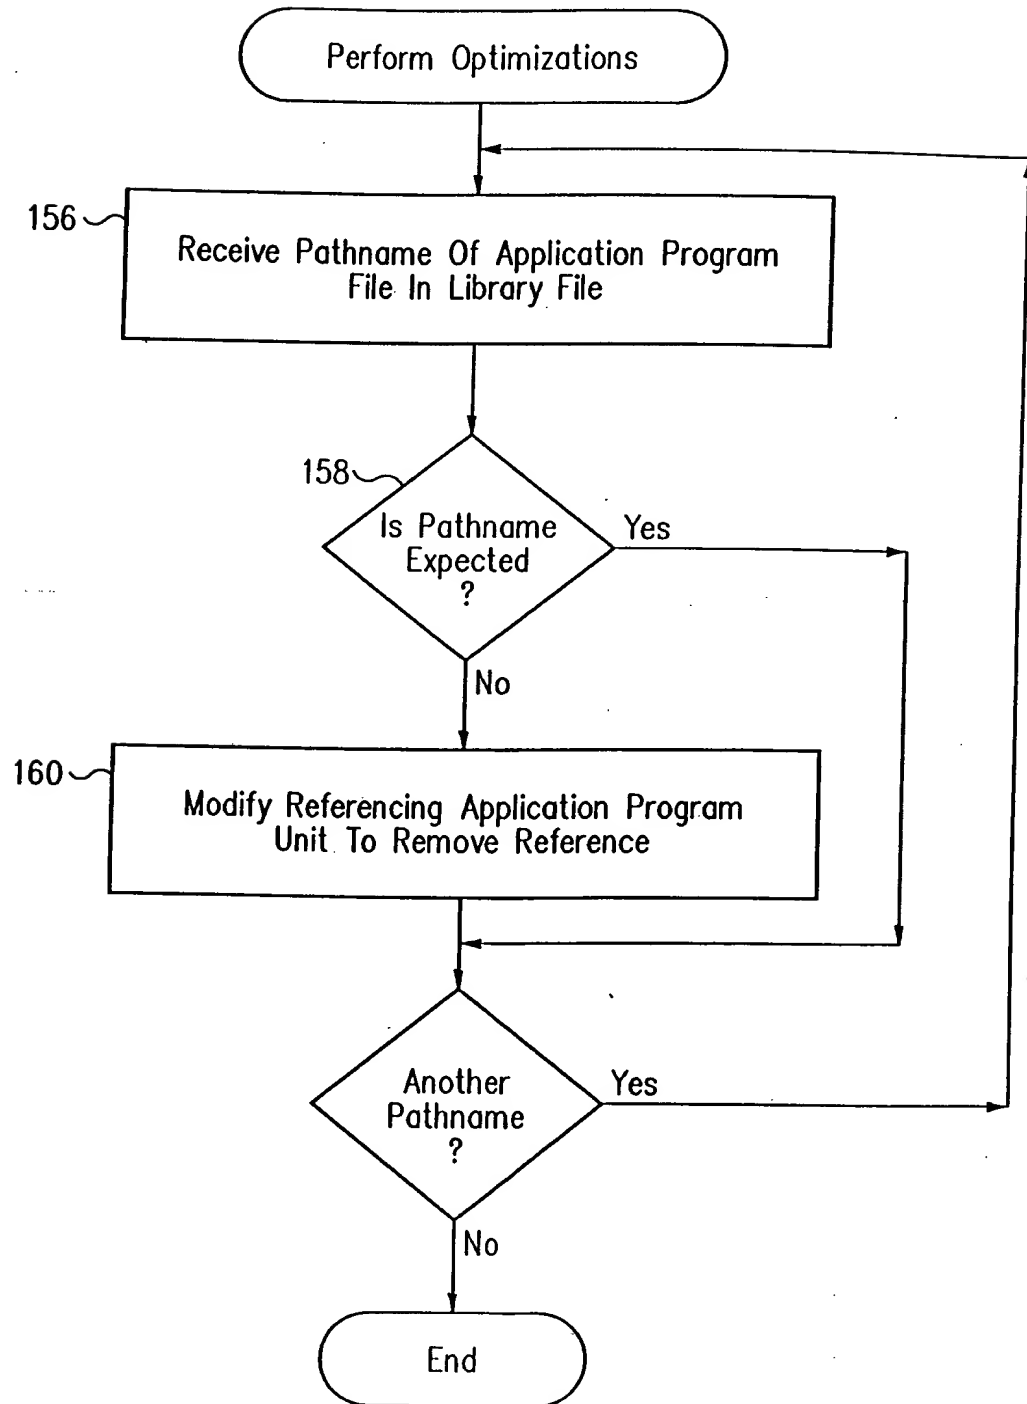 Perform Optimizations
156
Receive Pathname Of Application Program
File In Library File
158
Is Pathname
Expected
?
Yes
No
160
Modify Referencing Application Program
Unit To Remove Reference
Another
Pathname
?
Yes
No
End